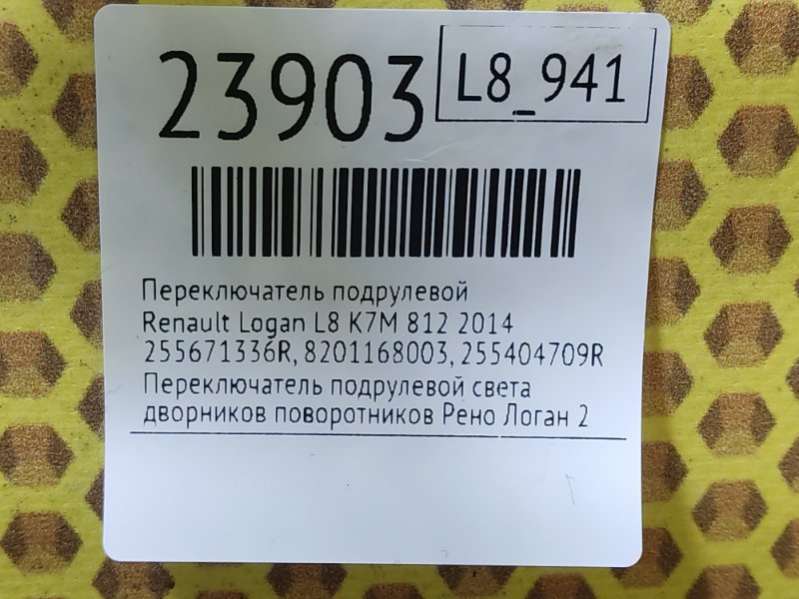 23903
L8_941
Переключатель подрулевой
Renault Logan L8 K7M 812 2014
255671336R, 8201168003, 255404709R
Переключатель подрулевой света
дворников поворотников Рено Логан 2